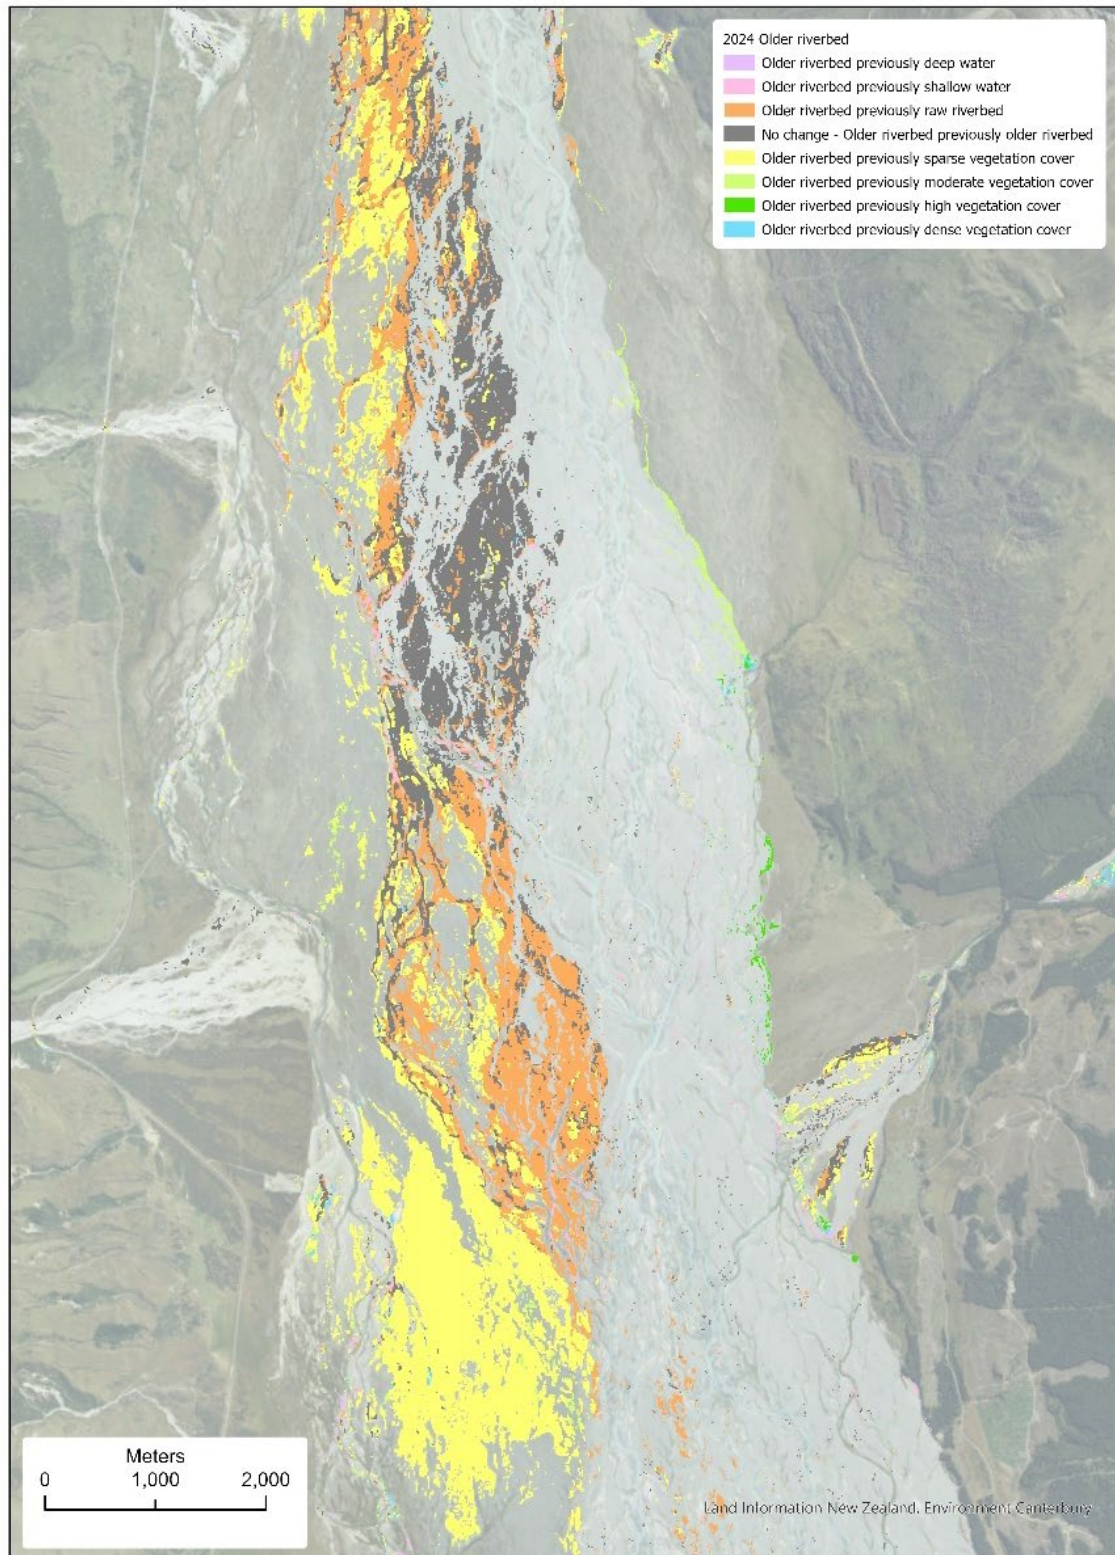 2024 Older riverbed
Older riverbed previously deep water
Older riverbed previously shallow water
Older riverbed previously raw riverbed
No change - Older riverbed previously older riverbed
Older riverbed previously sparse vegetation cover
Older riverbed previously moderate vegetation cover
Older riverbed previously high vegetation cover
Older riverbed previously dense vegetation cover
Meters
0 1,000 2,000
Land Information New Zealand, Environment Canterbury